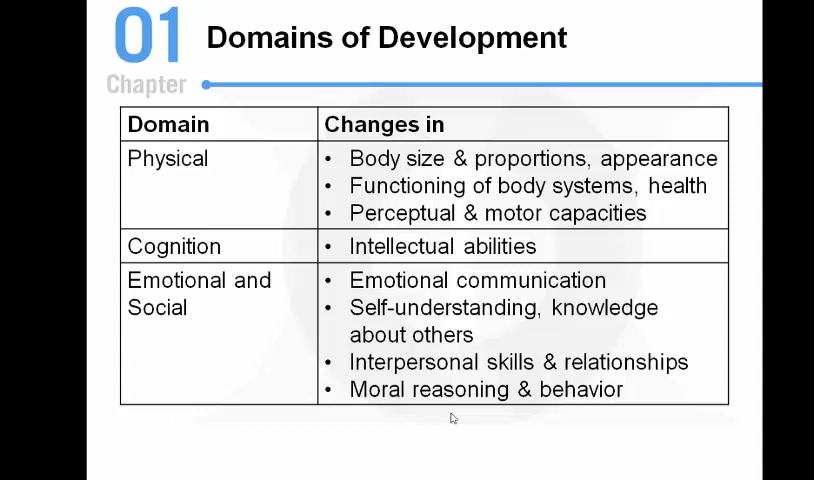 01
Chapter
Domains of Development
Domain
Changes in
Physical
• Body size & proportions, appearance
• Functioning of body systems, health
• Perceptual & motor capacities
Cognition
• Intellectual abilities
Emotional and
Social
• Emotional communication
• Self-understanding, knowledge
about others
• Interpersonal skills & relationships
• Moral reasoning & behavior